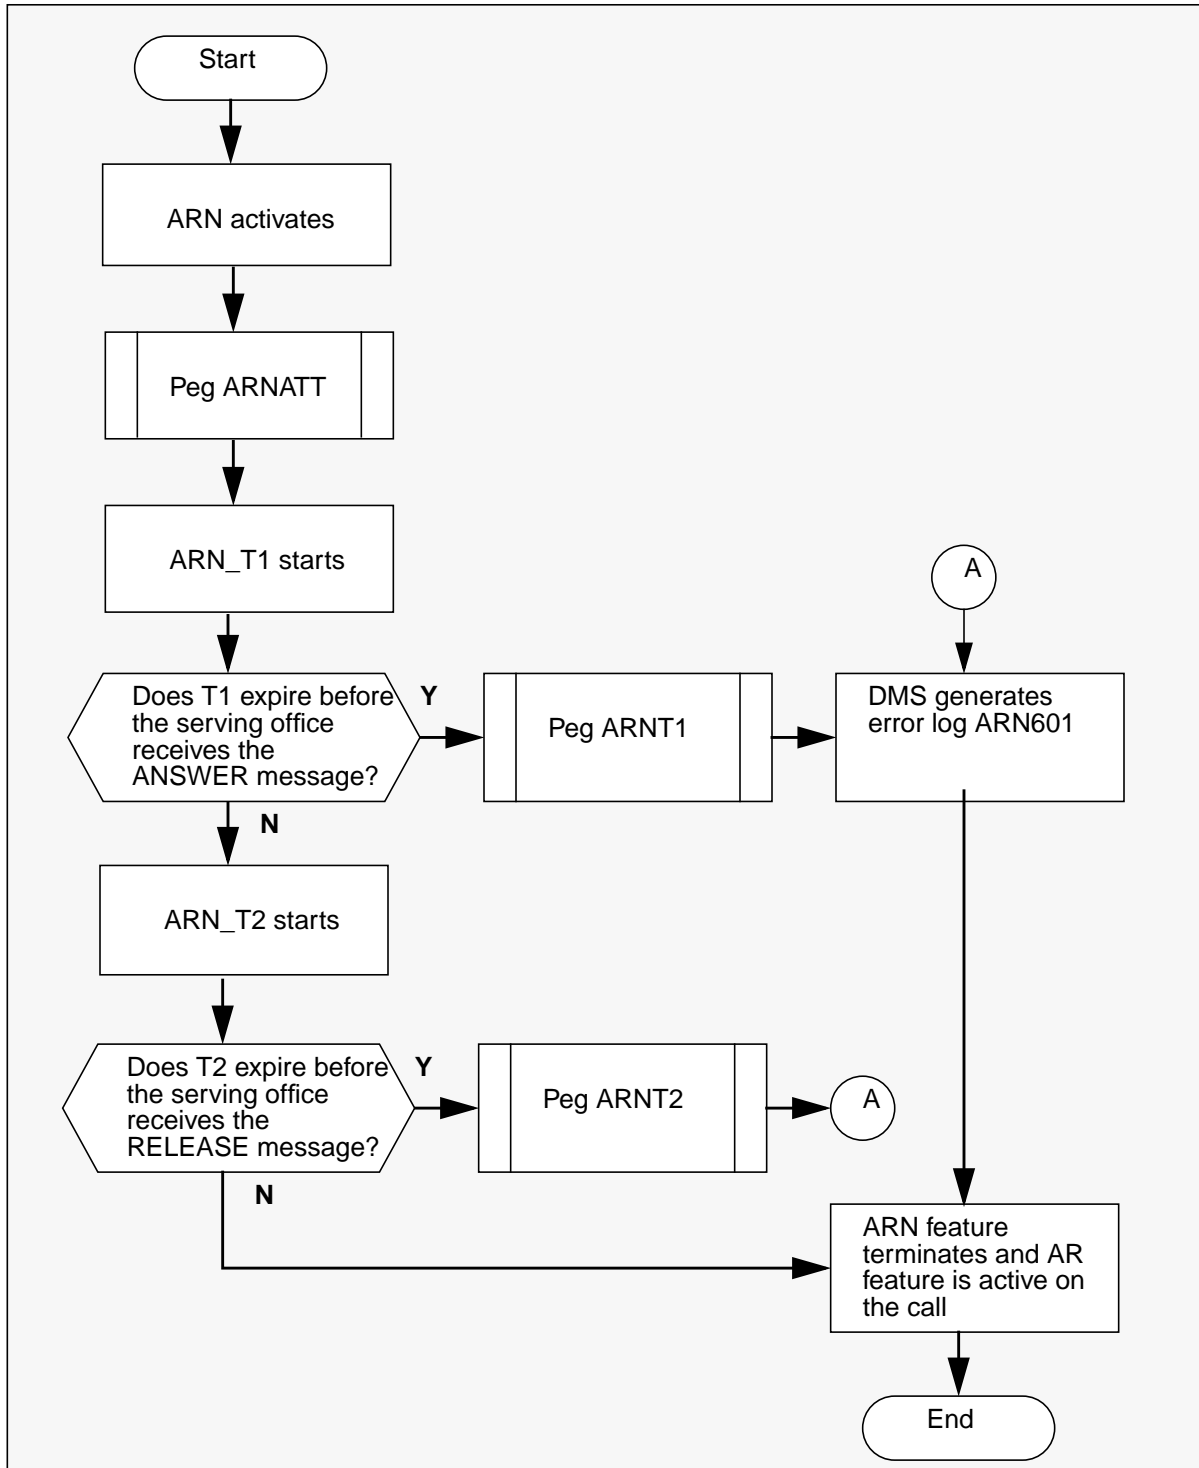 Start
ARN activates
Peg ARNATT
ARN_T1 starts
A
Does T1 expire before
the serving office
receives the
ANSWER message?
Y
Peg ARNT1
DMS generates
error log ARN601
N
ARN_T2 starts
Does T2 expire before
the serving office
receives the
RELEASE message?
Y
Peg ARNT2
A
N
ARN feature
terminates and AR
feature is active on
the call
End